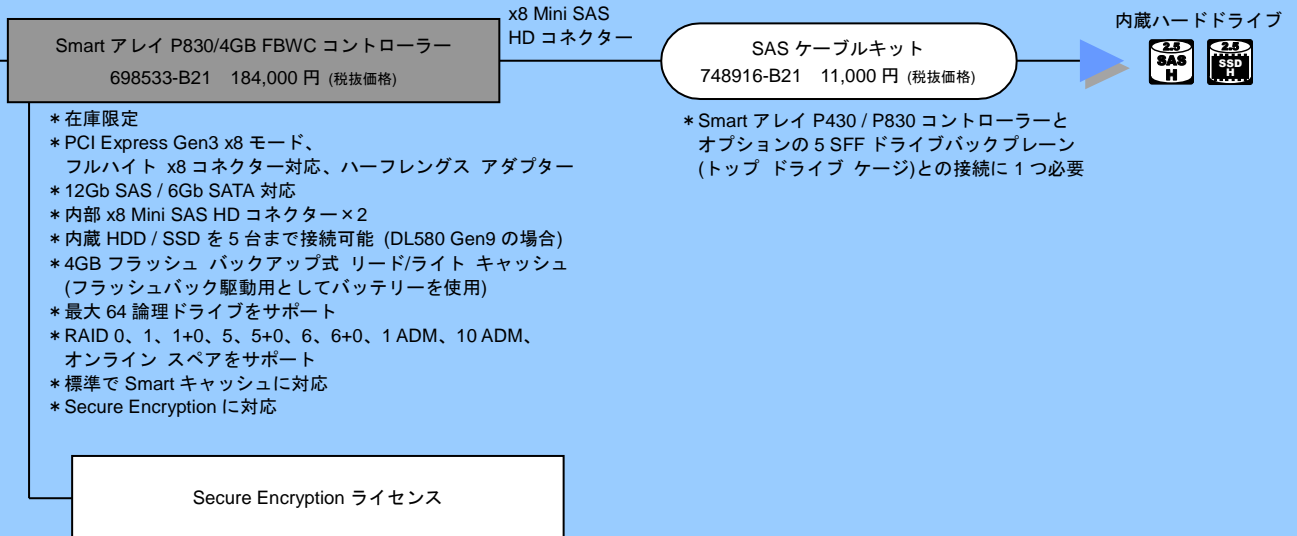 Smart アレイ P830/4GB FBWC コントローラー
698533-B21 184,000 円 (税抜価格)
x8 Mini SAS
HD コネクター
SAS ケーブルキット
748916-B21 11,000 円 (税抜価格)
内蔵ハードドライブ
2.5
SAS
H
2.5
SSD
H
＊在庫限定
＊PCI Express Gen3 x8 モード、
フルハイト x8 コネクター対応、ハーフレングス アダプター
＊12Gb SAS / 6Gb SATA 対応
＊内部 x8 Mini SAS HD コネクター×2
＊内蔵 HDD / SSD を 5 台まで接続可能 (DL580 Gen9 の場合)
＊4GB フラッシュ バックアップ式 リード/ライト キャッシュ
(フラッシュバック駆動用としてバッテリーを使用)
＊最大 64 論理ドライブをサポート
＊RAID 0、1、1+0、5、5+0、6、6+0、1 ADM、10 ADM、
オンライン スペアをサポート
＊標準で Smart キャッシュに対応
＊Secure Encryption に対応
＊Smart アレイ P430 / P830 コントローラーと
オプションの 5 SFF ドライブバックプレーン
(トップ ドライブ ケージ)との接続に 1 つ必要
Secure Encryption ライセンス